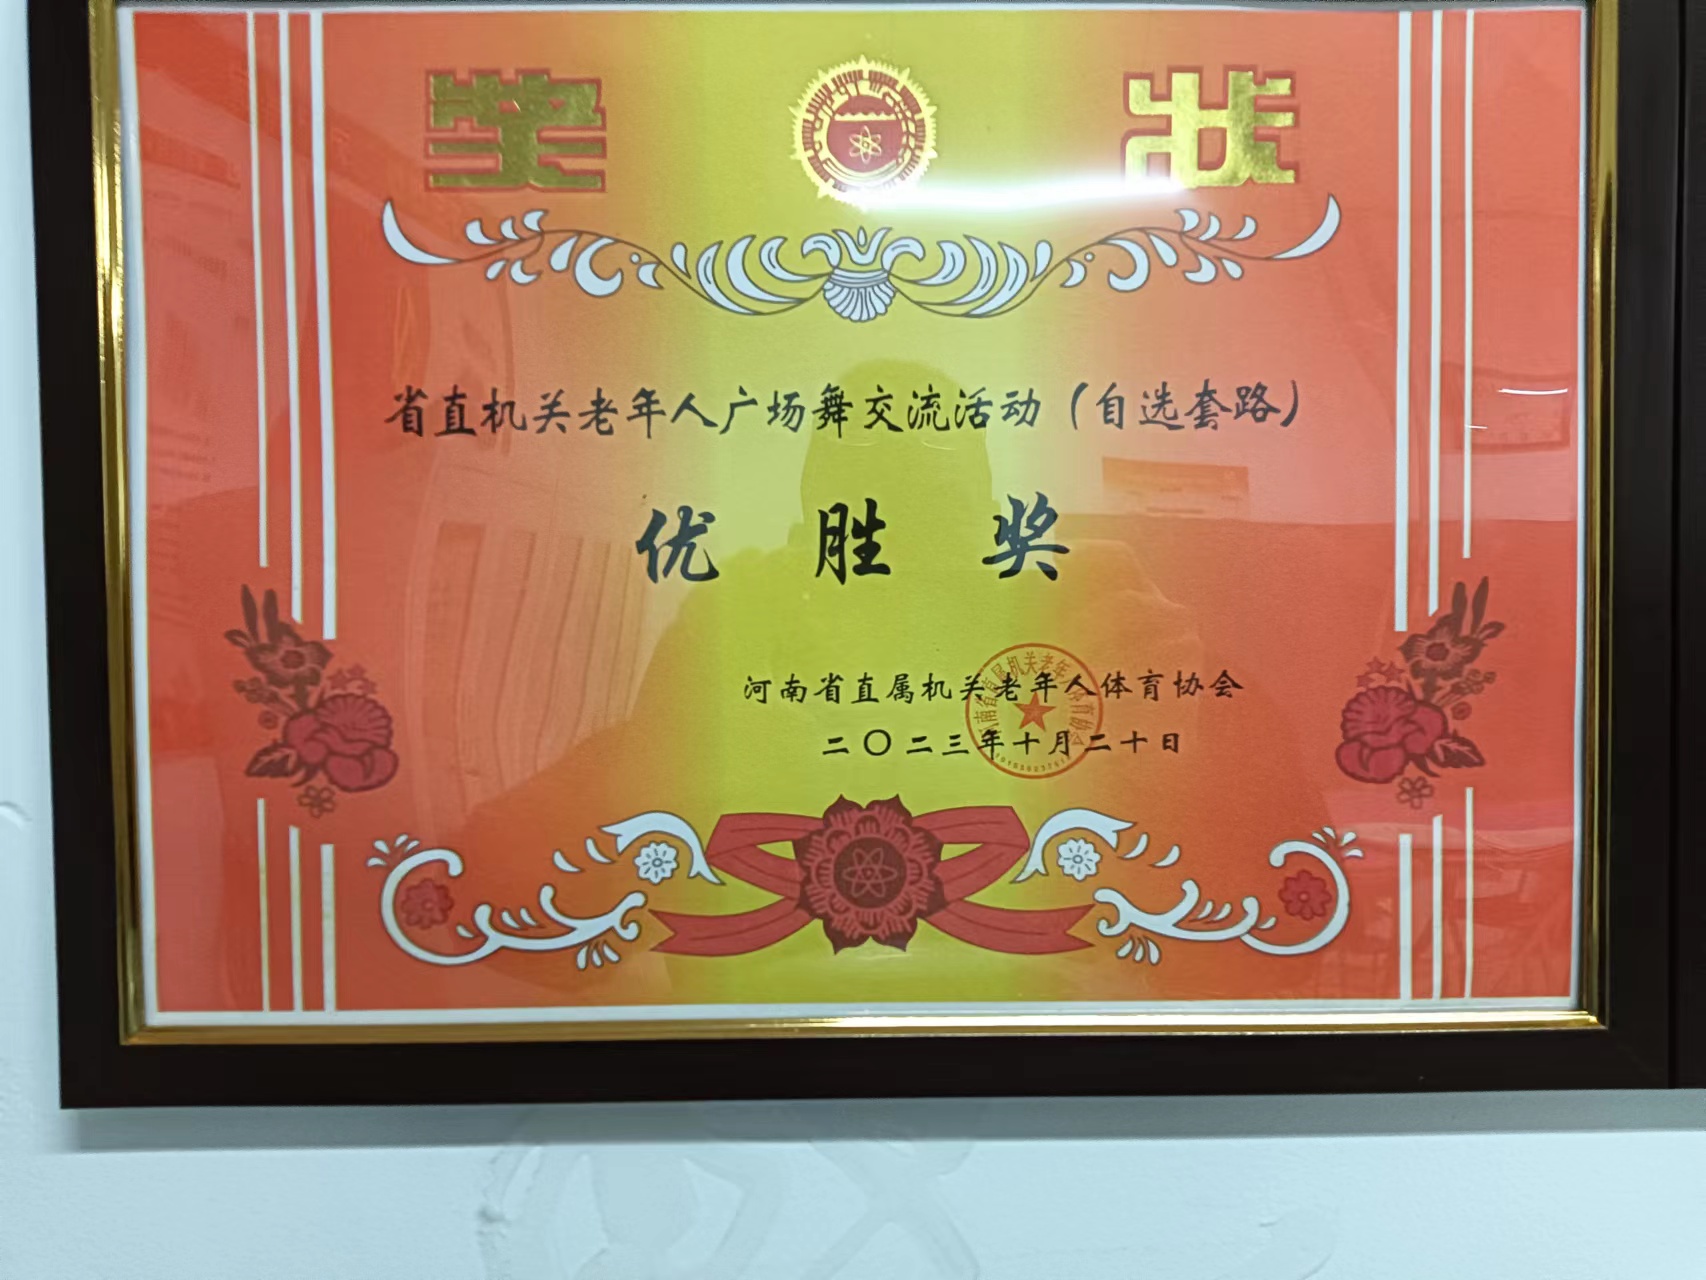 奖状
省直机关老年人广场舞交流活动（自选套路）
优胜奖
河南省直属机关老年人体育协会
二〇二三年十月二十日